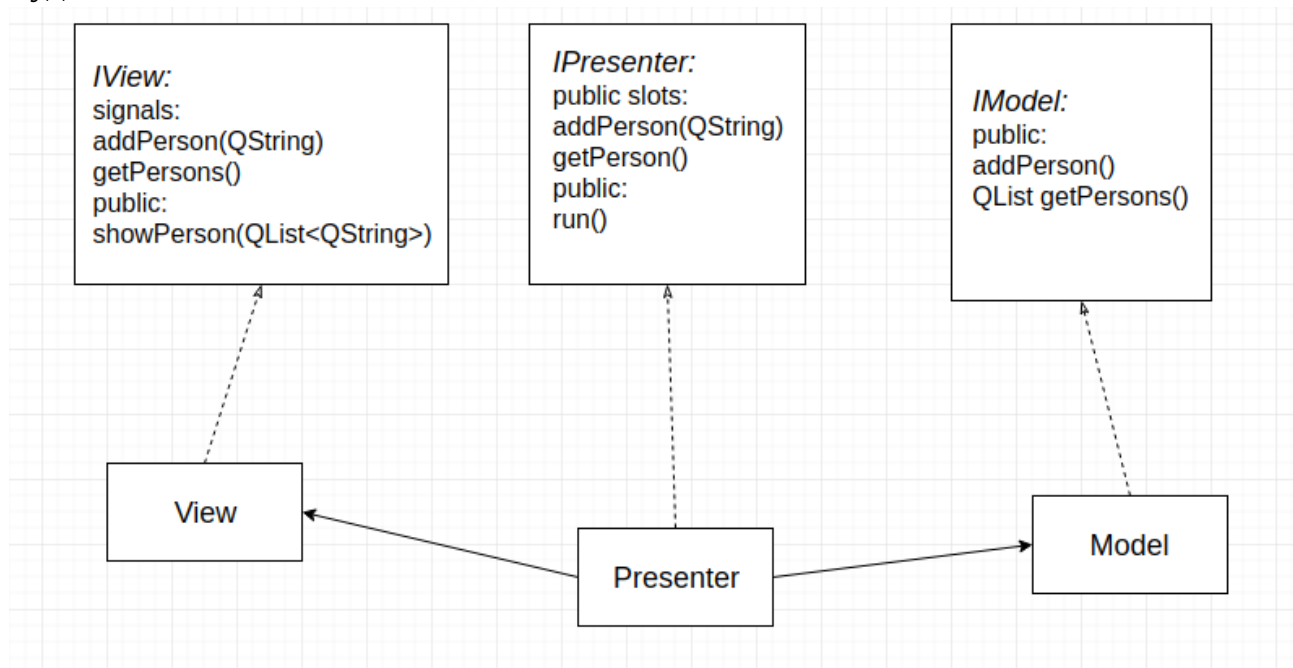 IView:
signals:
addPerson(QString)
getPersons()
public:
showPerson(QList<QString>)
IPresenter:
public slots:
addPerson(QString)
getPerson()
public:
run()
IModel:
public:
addPerson()
QList getPersons()
View
Presenter
Model